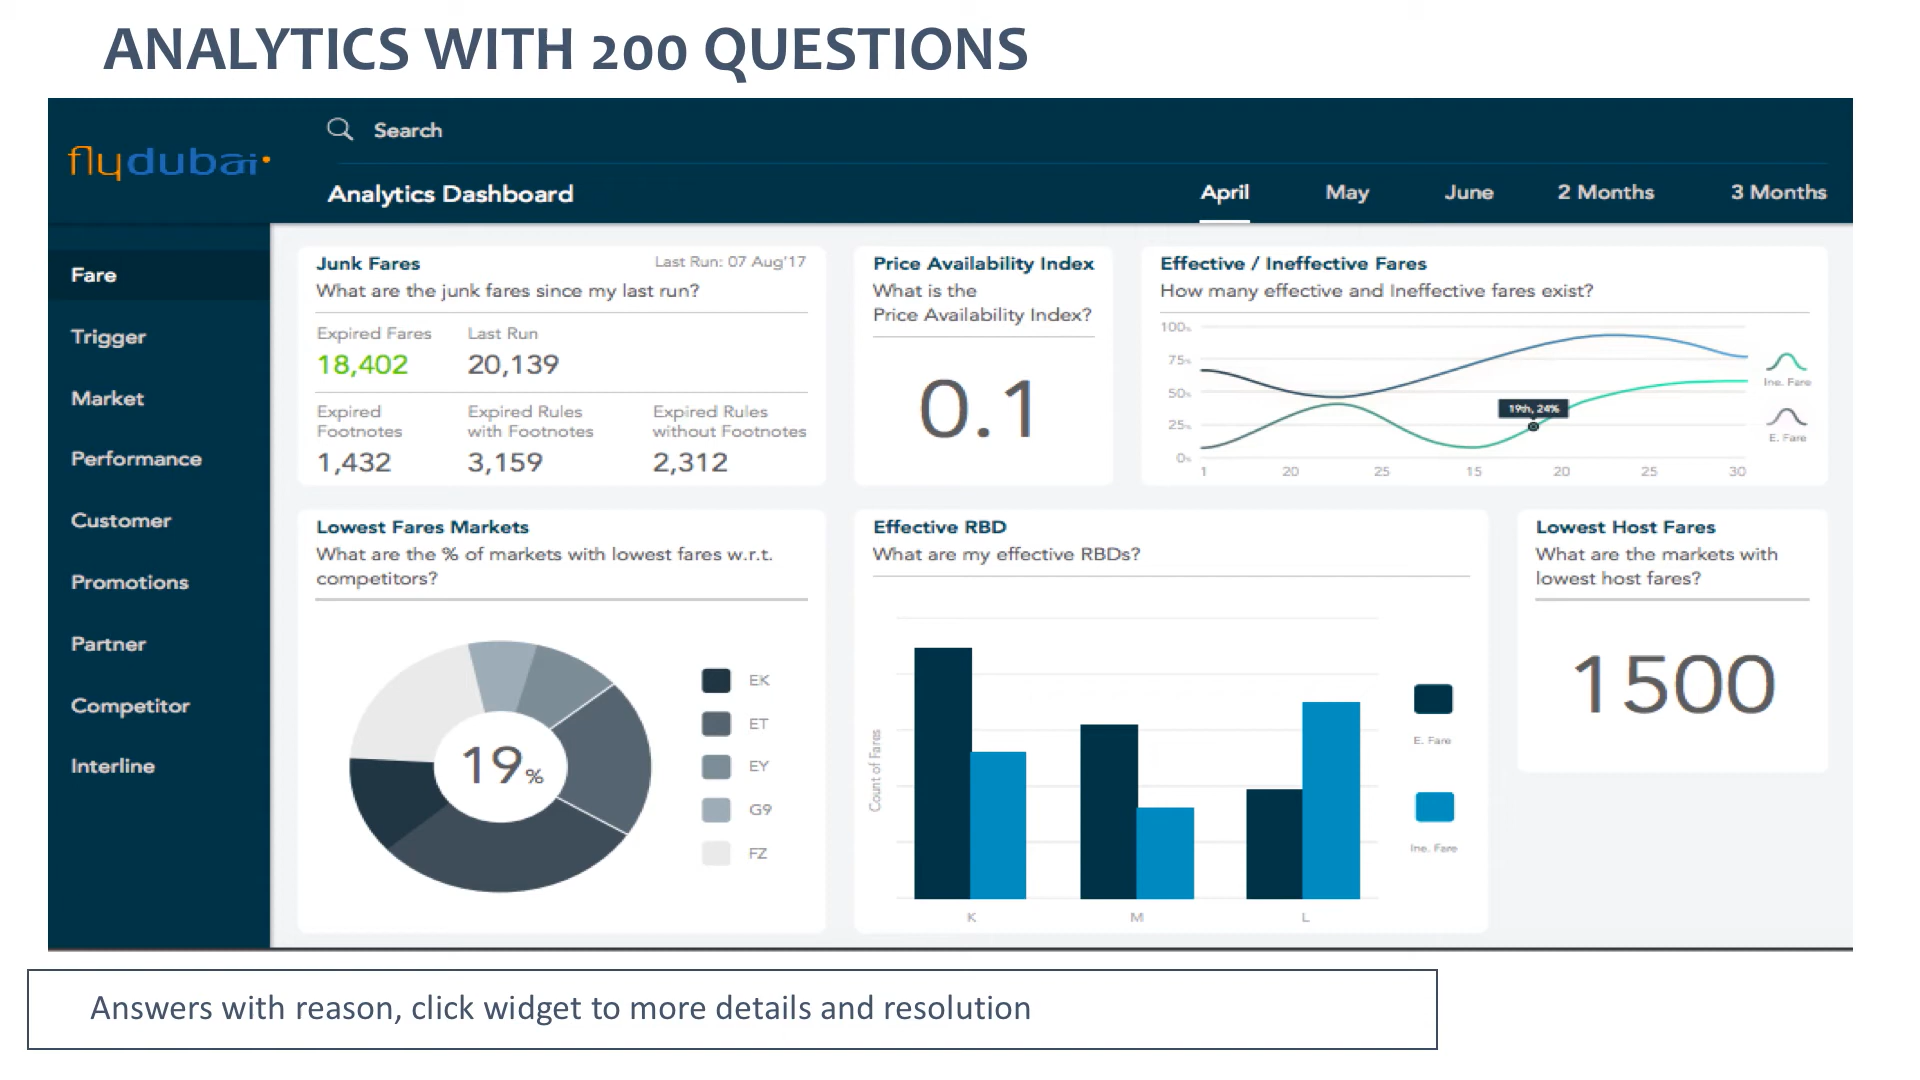 ANALYTICS WITH 200 QUESTIONS
flydubai
Search
Analytics Dashboard
April
May
June
2 Months
3 Months
Fare
Trigger
Market
Performance
Customer
Promotions
Partner
Competitor
Interline
Junk Fares
Last Run: 07 Aug'17
What are the junk fares since my last run?
Expired Fares
18,402
Last Run
20,139
Expired
Footnotes
1,432
Expired Rules
with Footnotes
3,159
Expired Rules
without Footnotes
2,312
Price Availability Index
What is the
Price Availability Index?
0.1
Effective / Ineffective Fares
How many effective and Ineffective fares exist?
100%
75%
50%
25%
0%
19th, 24%
1
20
25
15
20
25
30
Ine. Fare
E. Fare
Lowest Fares Markets
What are the % of markets with lowest fares w.r.t.
competitors?
19%
EK
ET
EY
G9
FZ
Effective RBD
What are my effective RBDs?
Count of Fares
K
M
L
E. Fare
Ine. Fare
Lowest Host Fares
What are the markets with
lowest host fares?
1500
Answers with reason, click widget to more details and resolution